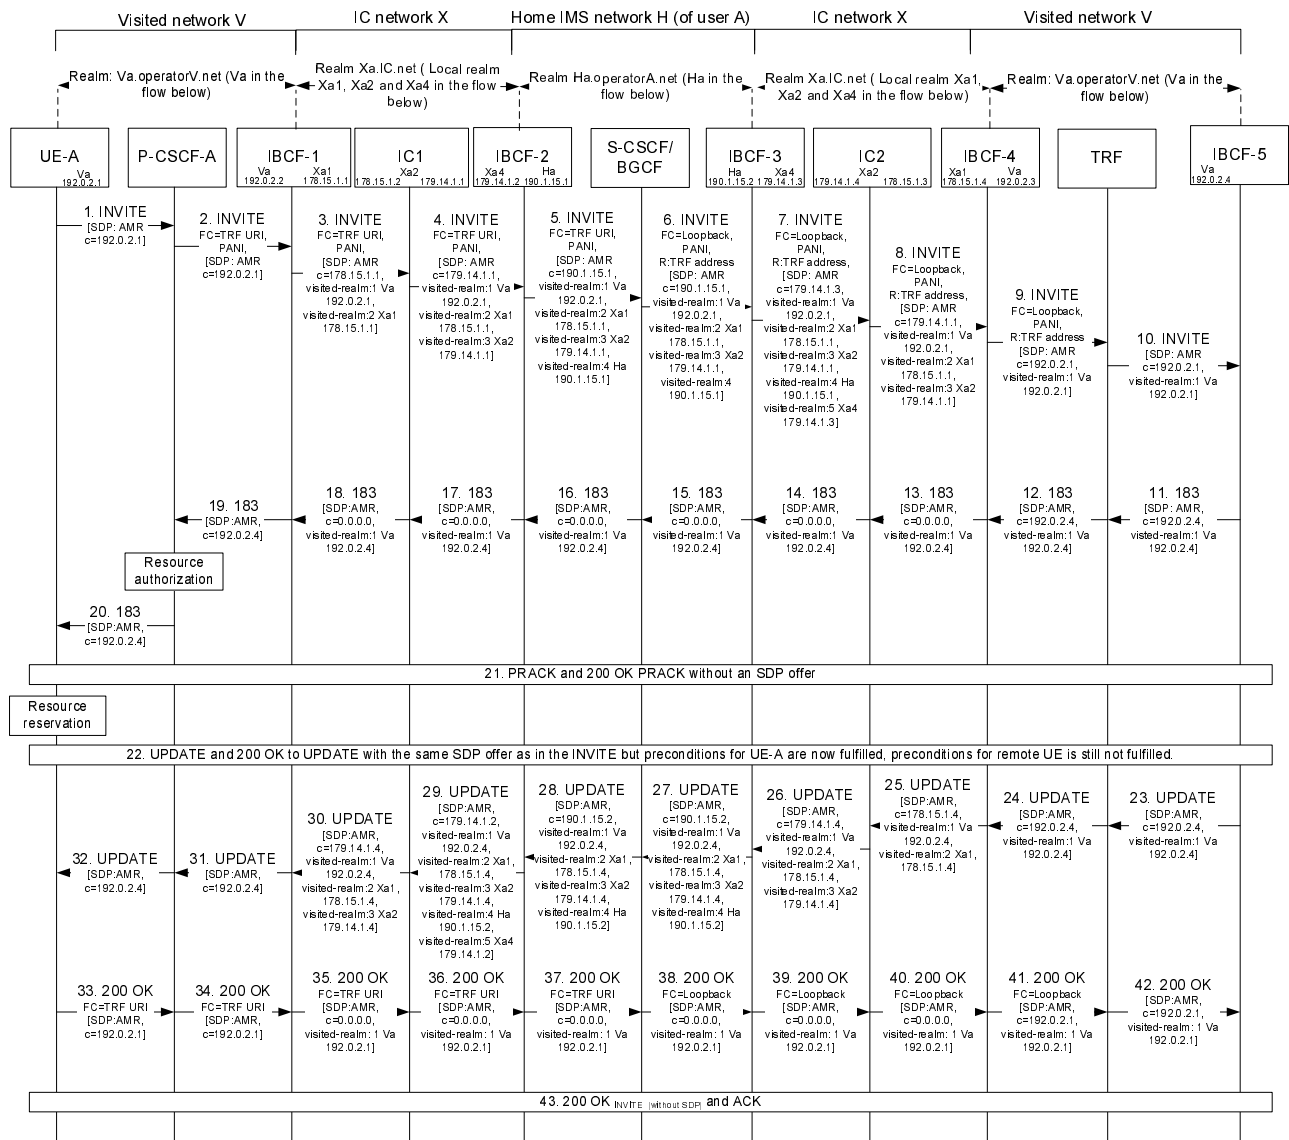 Visited network V
IC network X
Home IMS network H (of user A)
IC network X
Visited network V
Realm: Va.operatorV.net (Va in the
flow below)
Realm Xa.IC.net ( Local realm
Xa1, Xa2 and Xa4 in the flow
below)
Realm Ha.operatorA.net (Ha in the
flow below)
Realm Xa.IC.net ( Local realm Xa1,
Xa2 and Xa4 in the flow below)
Realm: Va.operatorV.net (Va in the
flow below)
UE-A
Va
192.0.2.1
P-CSCF-A
IBCF-1
Va
192.0.2.2
Xa1
178.15.1.1
IC1
Xa2
178.15.1.2
179.14.1.1
IBCF-2
Xa4
179.14.1.2
Ha
190.1.15.1
S-CSCF/
BGCF
IBCF-3
Ha
190.1.15.2
Xa4
179.14.1.3
IC2
Xa2
179.14.1.4
178.15.1.3
IBCF-4
Xa1
178.15.1.4
Va
192.0.2.3
TRF
IBCF-5
Va
192.0.2.4
1. INVITE
[SDP: AMR
c=192.0.2.1]
2. INVITE
FC=TRF URI,
PANI,
[SDP: AMR
c=192.0.2.1]
3. INVITE
FC=TRF URI,
PANI,
[SDP: AMR
c=178.15.1.1,
visited-realm:1 Va
192.0.2.1,
visited-realm:2 Xa1
178.15.1.1]
4. INVITE
FC=TRF URI,
PANI,
[SDP: AMR
c=179.14.1.1,
visited-realm:1 Va
192.0.2.1,
visited-realm:2 Xa1
178.15.1.1,
visited-realm:3 Xa2
179.14.1.1]
5. INVITE
FC=TRF URI,
PANI,
[SDP: AMR
c=190.1.15.1,
visited-realm:1 Va
192.0.2.1,
visited-realm:2 Xa1
178.15.1.1,
visited-realm:3 Xa2
179.14.1.1,
visited-realm:4 Ha
190.1.15.1]
6. INVITE
FC=Loopback,
PANI,
R:TRF address
[SDP: AMR
c=190.15.1,
visited-realm:1 Va
192.0.2.1,
visited-realm:2 Xa1
178.15.1.1,
visited-realm:3 Xa2
179.14.1.1,
visited-realm:4
190.1.15.1]
7. INVITE
FC=Loopback,
PANI,
R:TRF address,
[SDP: AMR
c=179.14.1.3,
visited-realm:1 Va
192.0.2.1,
visited-realm:2 Xa1
178.15.1.1,
visited-realm:3 Xa2
179.14.1.1,
visited-realm:4 Ha
190.1.15.1,
visited-realm:5 Xa4
179.14.1.3]
8. INVITE
FC=Loopback,
PANI,
R:TRF address,
[SDP: AMR
c=179.14.1.1,
visited-realm:1 Va
192.0.2.1,
visited-realm:2 Xa1
178.15.1.1,
visited-realm:3 Xa2
179.14.1.1]
9. INVITE
FC=Loopback,
PANI,
R:TRF address
[SDP: AMR
c=192.0.2.1,
visited-realm:1 Va
192.0.2.1]
10. INVITE
[SDP: AMR
c=192.0.2.1,
visited-realm:1 Va
192.0.2.1]
19. 183
[SDP:AMR,
c=192.0.2.4]
18. 183
[SDP:AMR,
c=0.0.0.0,
visited-realm:1 Va
192.0.2.4]
17. 183
[SDP:AMR,
c=0.0.0.0,
visited-realm:1 Va
192.0.2.4]
16. 183
[SDP:AMR,
c=0.0.0.0,
visited-realm:1 Va
192.0.2.4]
15. 183
[SDP:AMR,
c=0.0.0.0,
visited-realm:1 Va
192.0.2.4]
14. 183
[SDP:AMR,
c=0.0.0.0,
visited-realm:1 Va
192.0.2.4]
13. 183
[SDP:AMR,
c=0.0.0.0,
visited-realm:1 Va
192.0.2.4]
12. 183
[SDP:AMR,
c=192.0.2.4,
visted-realm:1 Va
192.0.2.4]
11. 183
[SDP:AMR,
c=192.0.2.4,
visted-realm:1 Va
192.0.2.4]
Resource
authorization
20. 183
[SDP:AMR,
c=192.0.2.4]
21. PRACK and 200 OK PRACK without an SDP offer
Resource
reservation
22. UPDATE and 200 OK to UPDATE with the same SDP offer as in the INVITE but preconditions for UE-A are now fulfilled, preconditions for remote UE is still not fulfilled.
32. UPDATE
[SDP:AMR,
c=192.0.2.4]
31. UPDATE
[SDP:AMR,
c=192.0.2.4]
30. UPDATE
[SDP:AMR,
c=179.14.1.4,
visited-realm:1 Va
192.0.2.4,
visited-realm:2 Xa1,
178.15.1.4,
visited-realm:3 Xa2
179.14.1.4]
29. UPDATE
[SDP:AMR,
c=179.14.1.2,
visited-realm:1 Va
192.0.2.4,
visited-realm:2 Xa1,
178.15.1.4,
visited-realm:3 Xa2
179.14.1.4,
visited-realm:4 Ha
190.1.15.2,
visited-realm:5 Xa4
179.14.1.2]
28. UPDATE
[SDP:AMR,
c=190.1.15.2,
visited-realm:1 Va
192.0.2.4,
visited-realm:2 Xa1,
178.15.1.4,
visited-realm:3 Xa2
179.14.1.4,
visited-realm:4 Ha
190.1.15.2]
27. UPDATE
[SDP:AMR,
c=190.1.15.2,
visited-realm:1 Va
192.0.2.4,
visited-realm:2 Xa1,
178.15.1.4,
visited-realm:3 Xa2
179.14.1.4,
visited-realm:4 Ha
190.1.15.2]
26. UPDATE
[SDP:AMR,
c=179.14.1.4,
visited-realm:1 Va
192.0.2.4,
visited-realm:2 Xa1,
178.15.1.4,
visited-realm:3 Xa2
179.14.1.4]
25. UPDATE
[SDP:AMR,
c=178.15.1.4,
visited-realm:1 Va
192.0.2.4,
visited-realm:2 Xa1,
178.15.1.4]
24. UPDATE
[SDP:AMR,
c=192.0.2.4,
visited-realm:1 Va
192.0.2.4]
23. UPDATE
[SDP:AMR,
c=192.0.2.4,
visited-realm:1 Va
192.0.2.4]
33. 200 OK
FC=TRF URI
[SDP:AMR,
c=192.0.2.1]
34. 200 OK
FC=TRF URI
[SDP:AMR,
c=192.0.2.1]
35. 200 OK
FC=TRF URI
[SDP:AMR,
c=0.0.0.0,
visited-realm: 1 Va
192.0.2.1]
36. 200 OK
FC=TRF URI
[SDP:AMR,
c=0.0.0.0,
visited-realm: 1 Va
192.0.2.1]
37. 200 OK
FC=TRF URI
[SDP:AMR,
c=0.0.0.0,
visited-realm: 1 Va
192.0.2.1]
38. 200 OK
FC=Loopback
[SDP:AMR,
c=0.0.0.0,
visited-realm: 1 Va
192.0.2.1]
39. 200 OK
FC=Loopback
[SDP:AMR,
c=0.0.0.0,
visited-realm: 1 Va
192.0.2.1]
40. 200 OK
FC=Loopback
[SDP:AMR,
c=0.0.0.0,
visited-realm: 1 Va
192.0.2.1]
41. 200 OK
FC=Loopback
[SDP:AMR,
c=192.0.2.1,
visited-realm: 1 Va
192.0.2.1]
42. 200 OK
[SDP:AMR,
c=192.0.2.1,
visited-realm: 1 Va
192.0.2.1]
43. 200 OK INVITE (without SDP) and ACK